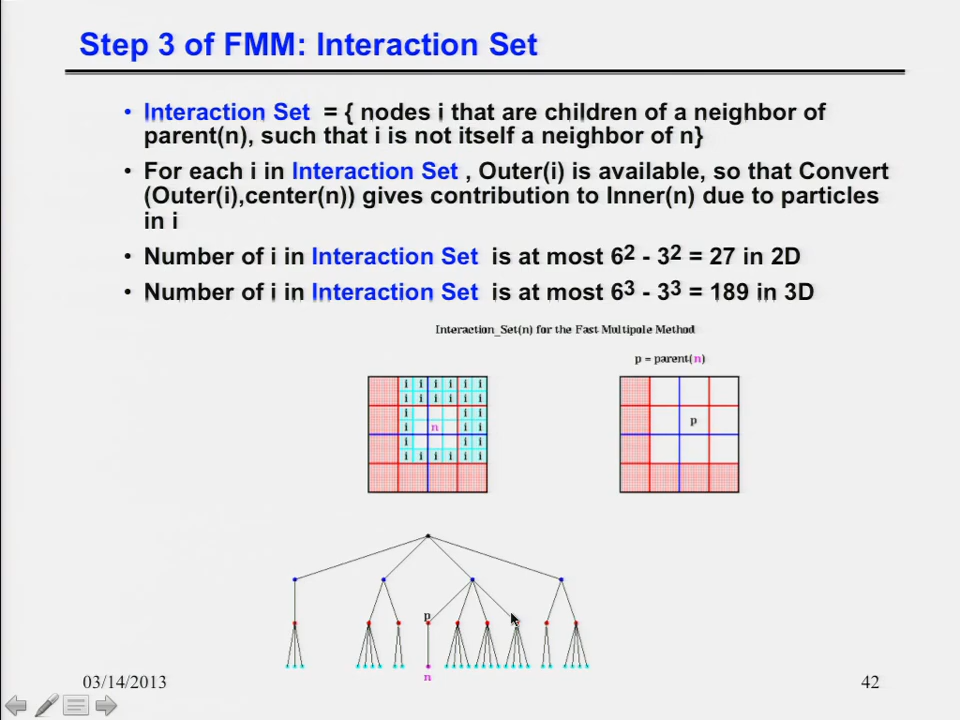 Step 3 of FMM: Interaction Set
• Interaction Set = { nodes i that are children of a neighbor of
parent(n), such that i is not itself a neighbor of n}
• For each i in Interaction Set , Outer(i) is available, so that Convert
(Outer(i),center(n)) gives contribution to Inner(n) due to particles
in i
• Number of i in Interaction Set is at most 6² - 3² = 27 in 2D
• Number of i in Interaction Set is at most 6³ - 3³ = 189 in 3D
Interaction_Set(n) for the Fast Multipole Method
p = parent(n)
i i i i i i
i i i i i i
i i i
i n i i
i i i
i i i i i i
p
p
n
03/14/2013
42